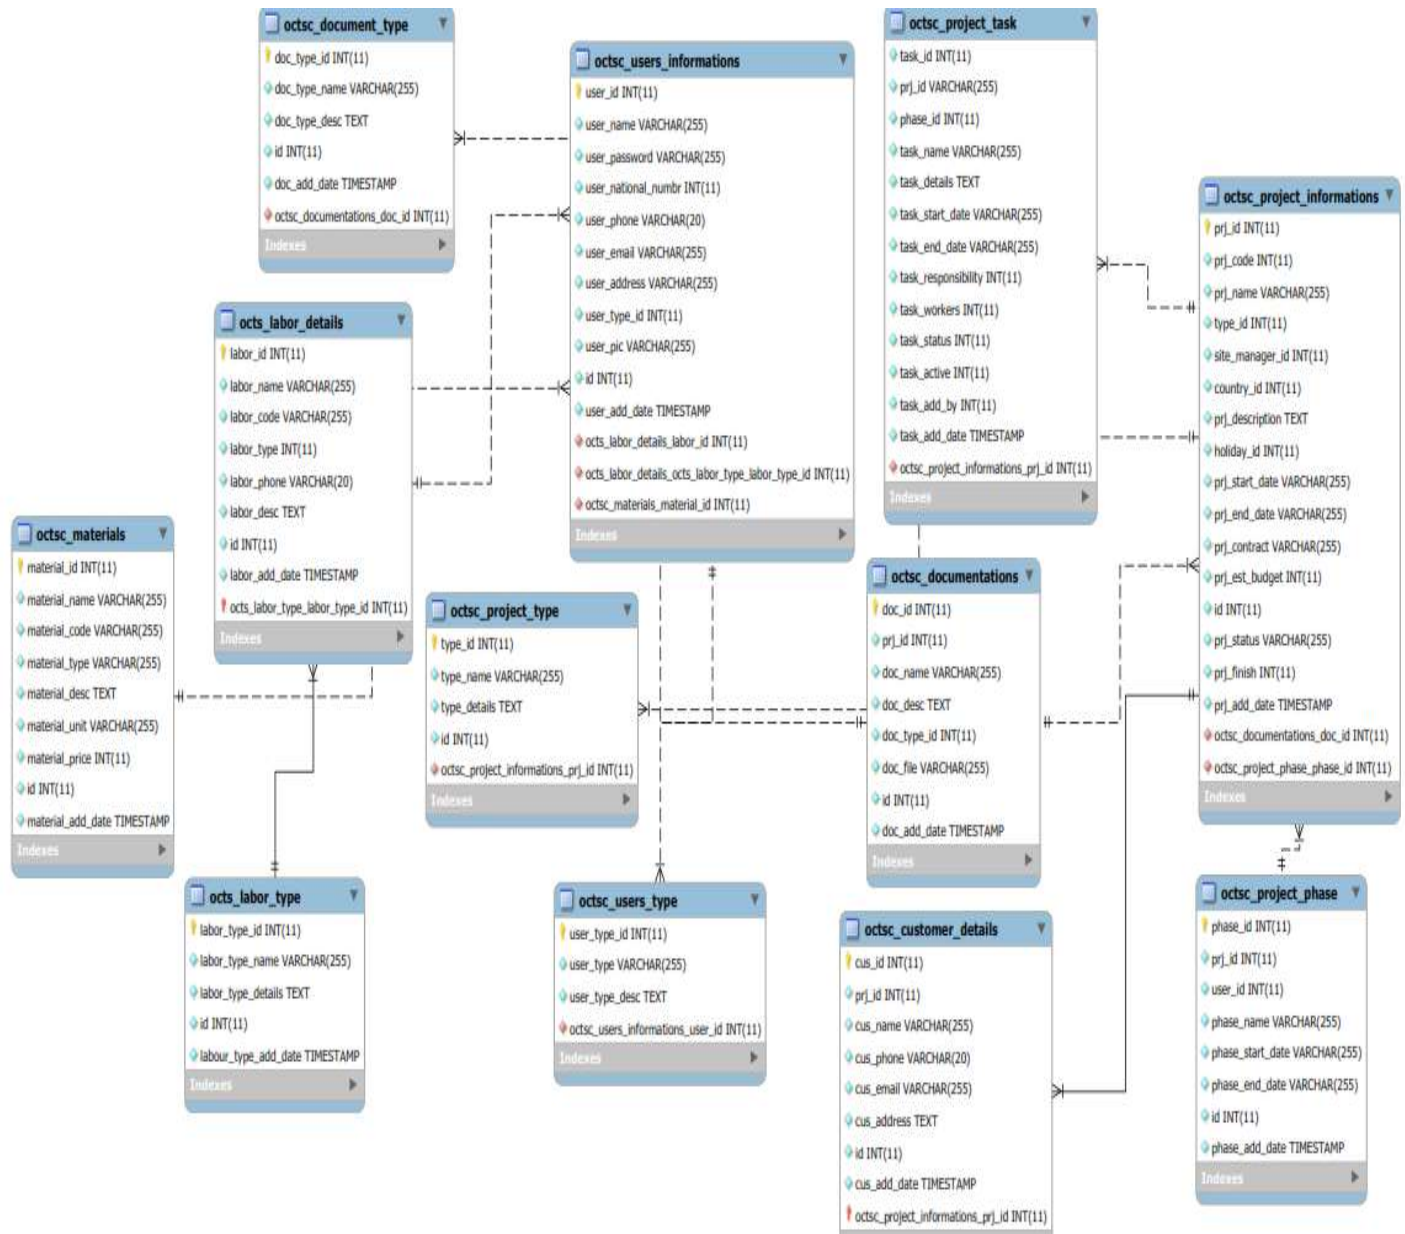 octsc_document_type
doc_type_id INT(11)
doc_type_name VARCHAR(255)
doc_type_desc TEXT
id INT(11)
doc_add_date TIMESTAMP
octsc_documentations_doc_id INT(11)
Indexes
octsc_users_informations
user_id INT(11)
user_name VARCHAR(255)
user_password VARCHAR(255)
user_national_numbr INT(11)
user_phone VARCHAR(20)
user_email VARCHAR(255)
user_address VARCHAR(255)
user_type_id INT(11)
user_pic VARCHAR(255)
id INT(11)
user_add_date TIMESTAMP
octs_labor_details_labor_id INT(11)
octs_labor_details_octs_labor_type_labor_type_id INT(11)
octsc_materials_material_id INT(11)
Indexes
octsc_project_task
task_id INT(11)
prj_id VARCHAR(255)
phase_id INT(11)
task_name VARCHAR(255)
task_details TEXT
task_start_date VARCHAR(255)
task_end_date VARCHAR(255)
task_responsibility INT(11)
task_workers INT(11)
task_status INT(11)
task_active INT(11)
task_add_by INT(11)
task_add_date TIMESTAMP
octsc_project_informations_prj_id INT(11)
Indexes
octsc_project_informations
prj_id INT(11)
prj_code INT(11)
prj_name VARCHAR(255)
type_id INT(11)
site_manager_id INT(11)
country_id INT(11)
prj_description TEXT
holiday_id INT(11)
prj_start_date VARCHAR(255)
prj_end_date VARCHAR(255)
prj_contract VARCHAR(255)
prj_est_budget INT(11)
id INT(11)
prj_status VARCHAR(255)
prj_finish INT(11)
prj_add_date TIMESTAMP
octsc_documentations_doc_id INT(11)
octsc_project_phase_phase_id INT(11)
Indexes
octs_labor_details
labor_id INT(11)
labor_name VARCHAR(255)
labor_code VARCHAR(255)
labor_type INT(11)
labor_phone VARCHAR(20)
labor_desc TEXT
id INT(11)
labor_add_date TIMESTAMP
octs_labor_type_labor_type_id INT(11)
Indexes
octsc_materials
material_id INT(11)
material_name VARCHAR(255)
material_code VARCHAR(255)
material_type VARCHAR(255)
material_desc TEXT
material_unit VARCHAR(255)
material_price INT(11)
id INT(11)
material_add_date TIMESTAMP
Indexes
octsc_project_type
type_id INT(11)
type_name VARCHAR(255)
type_details TEXT
id INT(11)
octsc_project_informations_prj_id INT(11)
Indexes
octsc_documentations
doc_id INT(11)
prj_id INT(11)
doc_name VARCHAR(255)
doc_desc TEXT
doc_type_id INT(11)
doc_file VARCHAR(255)
id INT(11)
doc_add_date TIMESTAMP
Indexes
octs_labor_type
labor_type_id INT(11)
labor_type_name VARCHAR(255)
labor_type_details TEXT
id INT(11)
labour_type_add_date TIMESTAMP
Indexes
octsc_users_type
user_type_id INT(11)
user_type VARCHAR(255)
user_type_desc TEXT
octsc_users_informations_user_id INT(11)
Indexes
octsc_customer_details
cus_id INT(11)
prj_id INT(11)
cus_name VARCHAR(255)
cus_phone VARCHAR(20)
cus_email VARCHAR(255)
cus_address TEXT
id INT(11)
cus_add_date TIMESTAMP
octsc_project_informations_prj_id INT(11)
octsc_project_phase
phase_id INT(11)
prj_id INT(11)
user_id INT(11)
phase_name VARCHAR(255)
phase_start_date VARCHAR(255)
phase_end_date VARCHAR(255)
id INT(11)
phase_add_date TIMESTAMP
Indexes